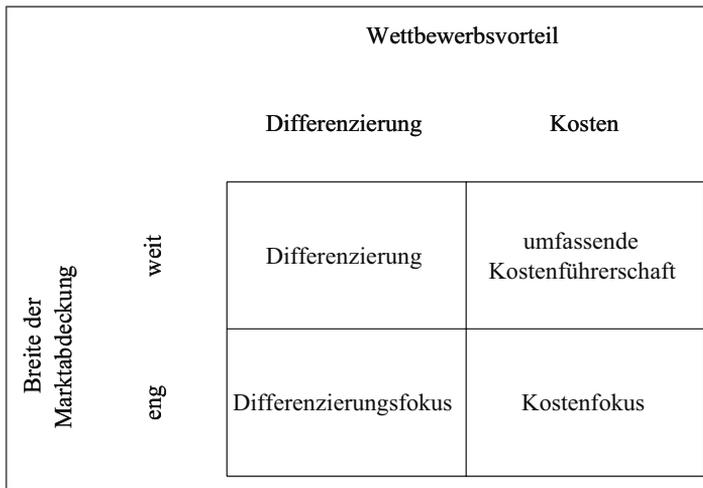 Wettbewerbsvorteil
Differenzierung Kosten
weit
Differenzierung
umfassende
Kostenführerschaft
Breite der
Marktabdeckung
eng
Differenzierungsfokus
Kostenfokus